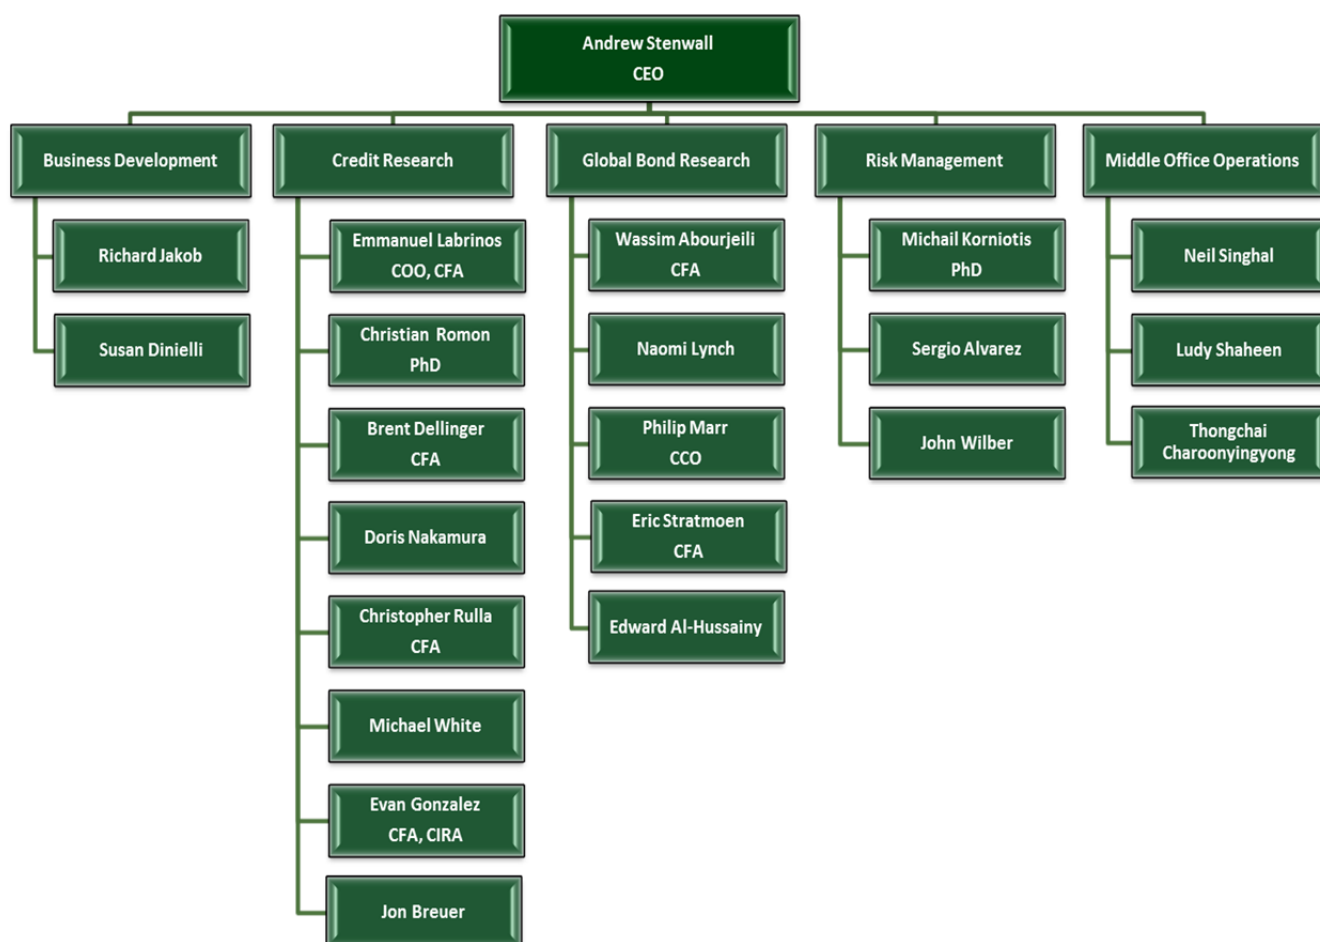 Andrew Stenwall
CEO
Business Development
Richard Jakob
Susan Dinielli
Credit Research
Emmanuel Labrinos
COO, CFA
Christian Romon
PhD
Brent Dellinger
CFA
Doris Nakamura
Christopher Rulla
CFA
Michael White
Evan Gonzalez
CFA, CIRA
Jon Breuer
Global Bond Research
Wassim Abourjeili
CFA
Naomi Lynch
Philip Marr
CCO
Eric Stratmoen
CFA
Edward Al-Hussainy
Risk Management
Michail Korniotis
PhD
Sergio Alvarez
John Wilber
Middle Office Operations
Neil Singhal
Ludy Shaheen
Thongchai
Charoonyingyong